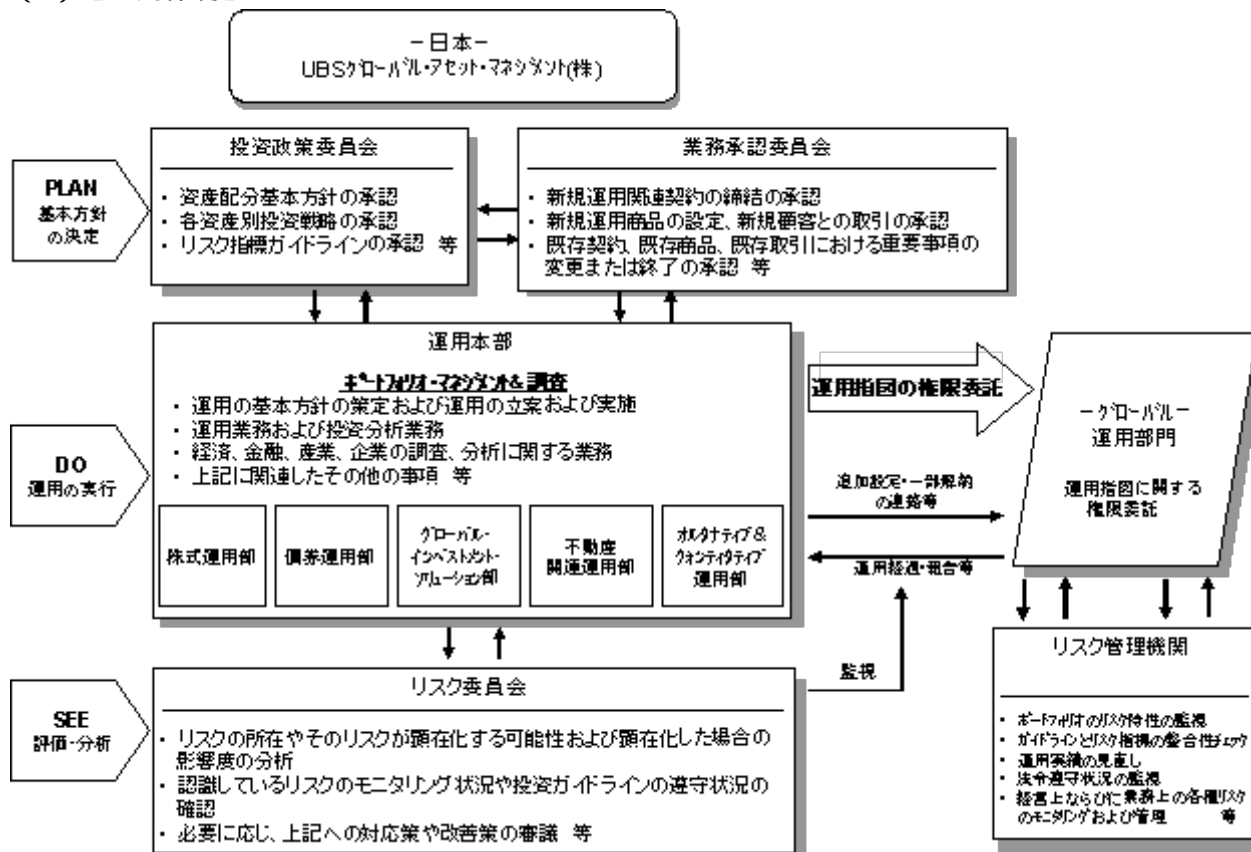 －日本－
UBSグローバル・アセット・マネジメント(株)
PLAN
基本方針
の決定
投資政策委員会
・ 資産配分基本方針の承認
・ 各資産別投資戦略の承認
・ リスク指標ガイドラインの承認 等
業務承認委員会
・ 新規運用関連契約の締結の承認
・ 新規運用商品の設定、新規顧客との取引の承認
・ 既存契約、既存商品、既存取引における重要事項の
変更または終了の承認 等
DO
運用の実行
運用本部
ポートフォリオ・マネジメント&調査
・ 運用の基本方針の策定および運用の立案および実施
・ 運用業務および投資分析業務
・ 経済、金融、産業、企業の調査、分析に関する業務
・ 上記に関連したその他の事項 等
株式運用部
債券運用部
グローバル・
インベストメント・
ソリューション部
不動産
関連運用部
オルタナティブ&
クォンティタティブ
運用部
運用指図の権限委託
追加設定・一部解約
の連絡等
運用経過・報告等
監視
－グローバル－
運用部門
運用指図に関する
権限委託
SEE
評価・分析
リスク委員会
・ リスクの所在やそのリスクが顕在化する可能性および顕在化した場合の
影響度の分析
・ 認識しているリスクのモニタリング状況や投資ガイドラインの遵守状況の
確認
・ 必要に応じ、上記への対応策や改善策の審議 等
リスク管理機関
・ ポートフォリオのリスク特性の監視
・ ガイドラインとリスク指標の整合性チェック
・ 運用実績の見直し
・ 法令遵守状況の監視
・ 経営上ならびに業務上の各種リスク
のモニタリングおよび管理 等